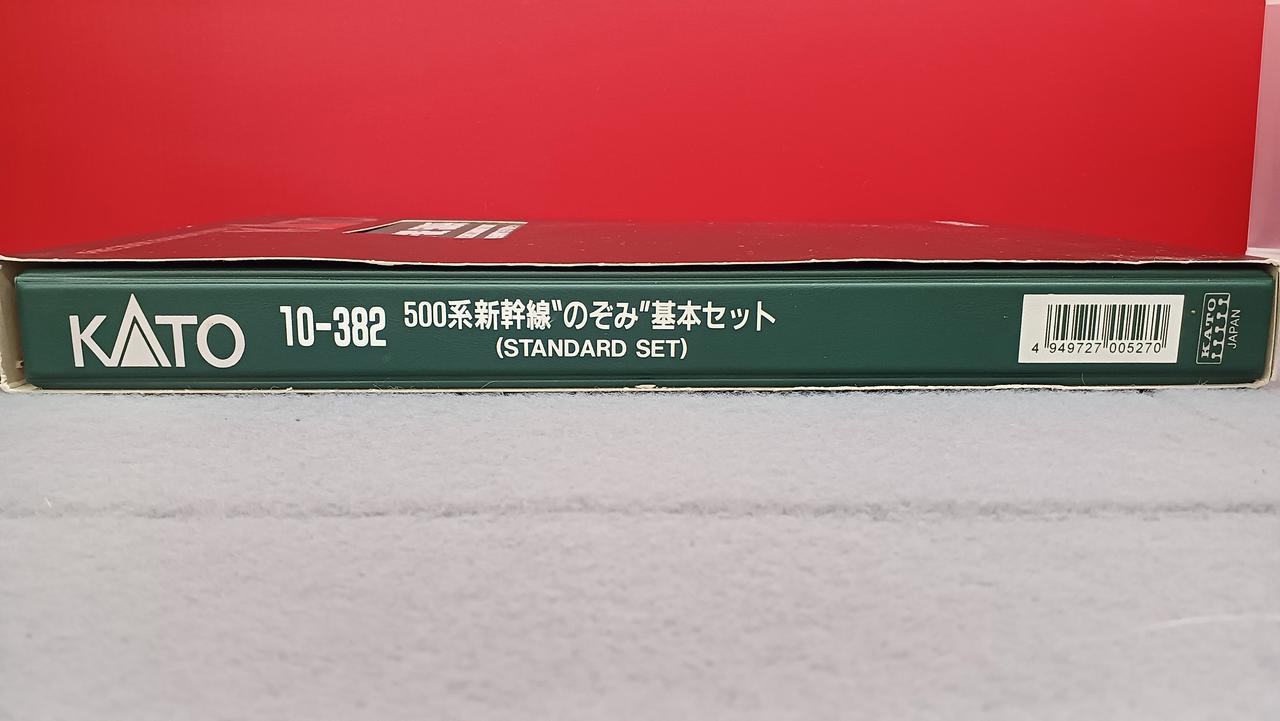 KATO
10-382
500系新幹線"のぞみ"基本セット
(STANDARD SET)
4 949727 005270
KATO
JAPAN